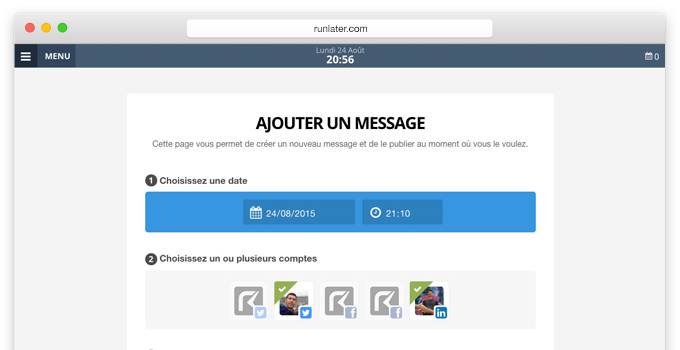 runlater.com
MENU
Lundi 24 Août
20:56
0
AJOUTER UN MESSAGE
Cette page vous permet de créer un nouveau message et de le publier au moment où vous le voulez.
1 Choisissez une date
24/08/2015
21:10
2 Choisissez un ou plusieurs comptes